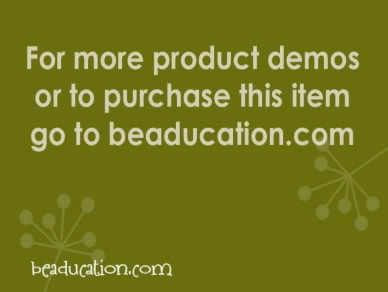 For more product demos
or to purchase this item
go to beaducation.com
beaducation.com